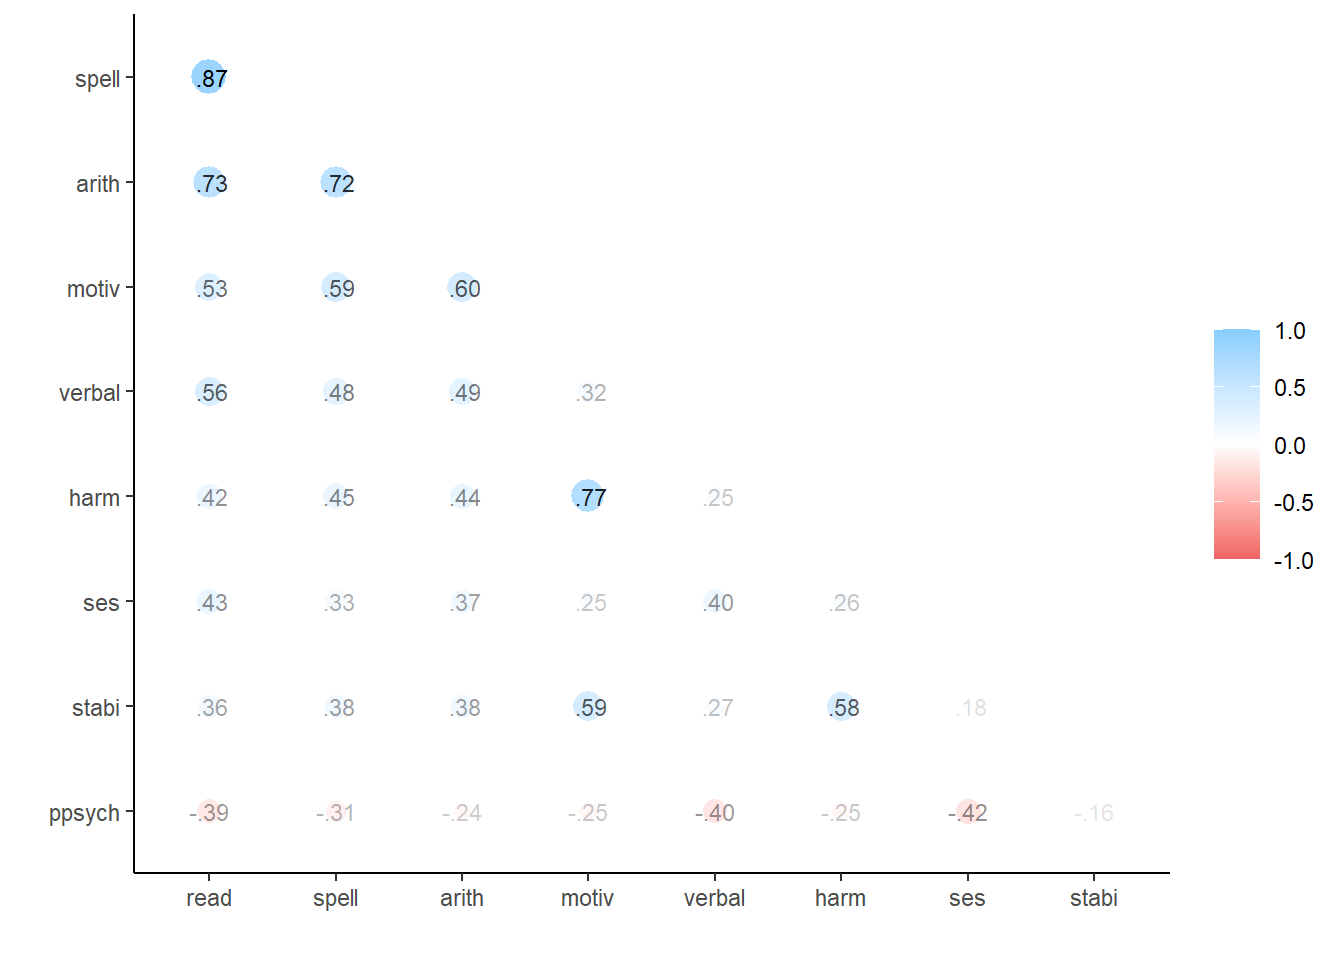 spell .87
arith .73 .72
motiv .53 .59 .60
verbal .56 .48 .49 .32
harm .42 .45 .44 .77 .25
ses .43 .33 .37 .25 .40 .26
stabi .36 .38 .38 .59 .27 .58 .18
ppsych -.39 -.31 -.24 -.25 -.40 -.25 -.42 -.16
read spell arith motiv verbal harm ses stabi
1.0
0.5
0.0
-0.5
-1.0